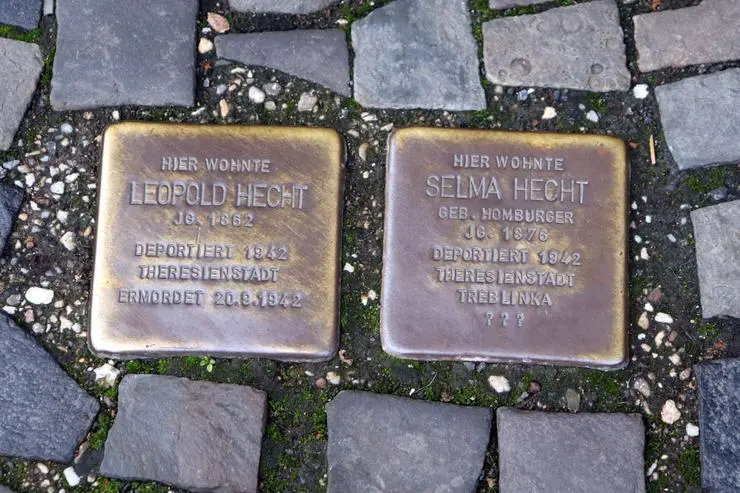 HIER WOHNTE
LEOPOLD HECHT
JG. 1862
DEPORTIERT 1942
THERESIENSTADT
ERMORDET 20.9.1942
HIER WOHNTE
SELMA HECHT
GEB. HOMBURGER
JG. 1876
DEPORTIERT 1942
THERESIENSTADT
TREBLINKA
? ? ?